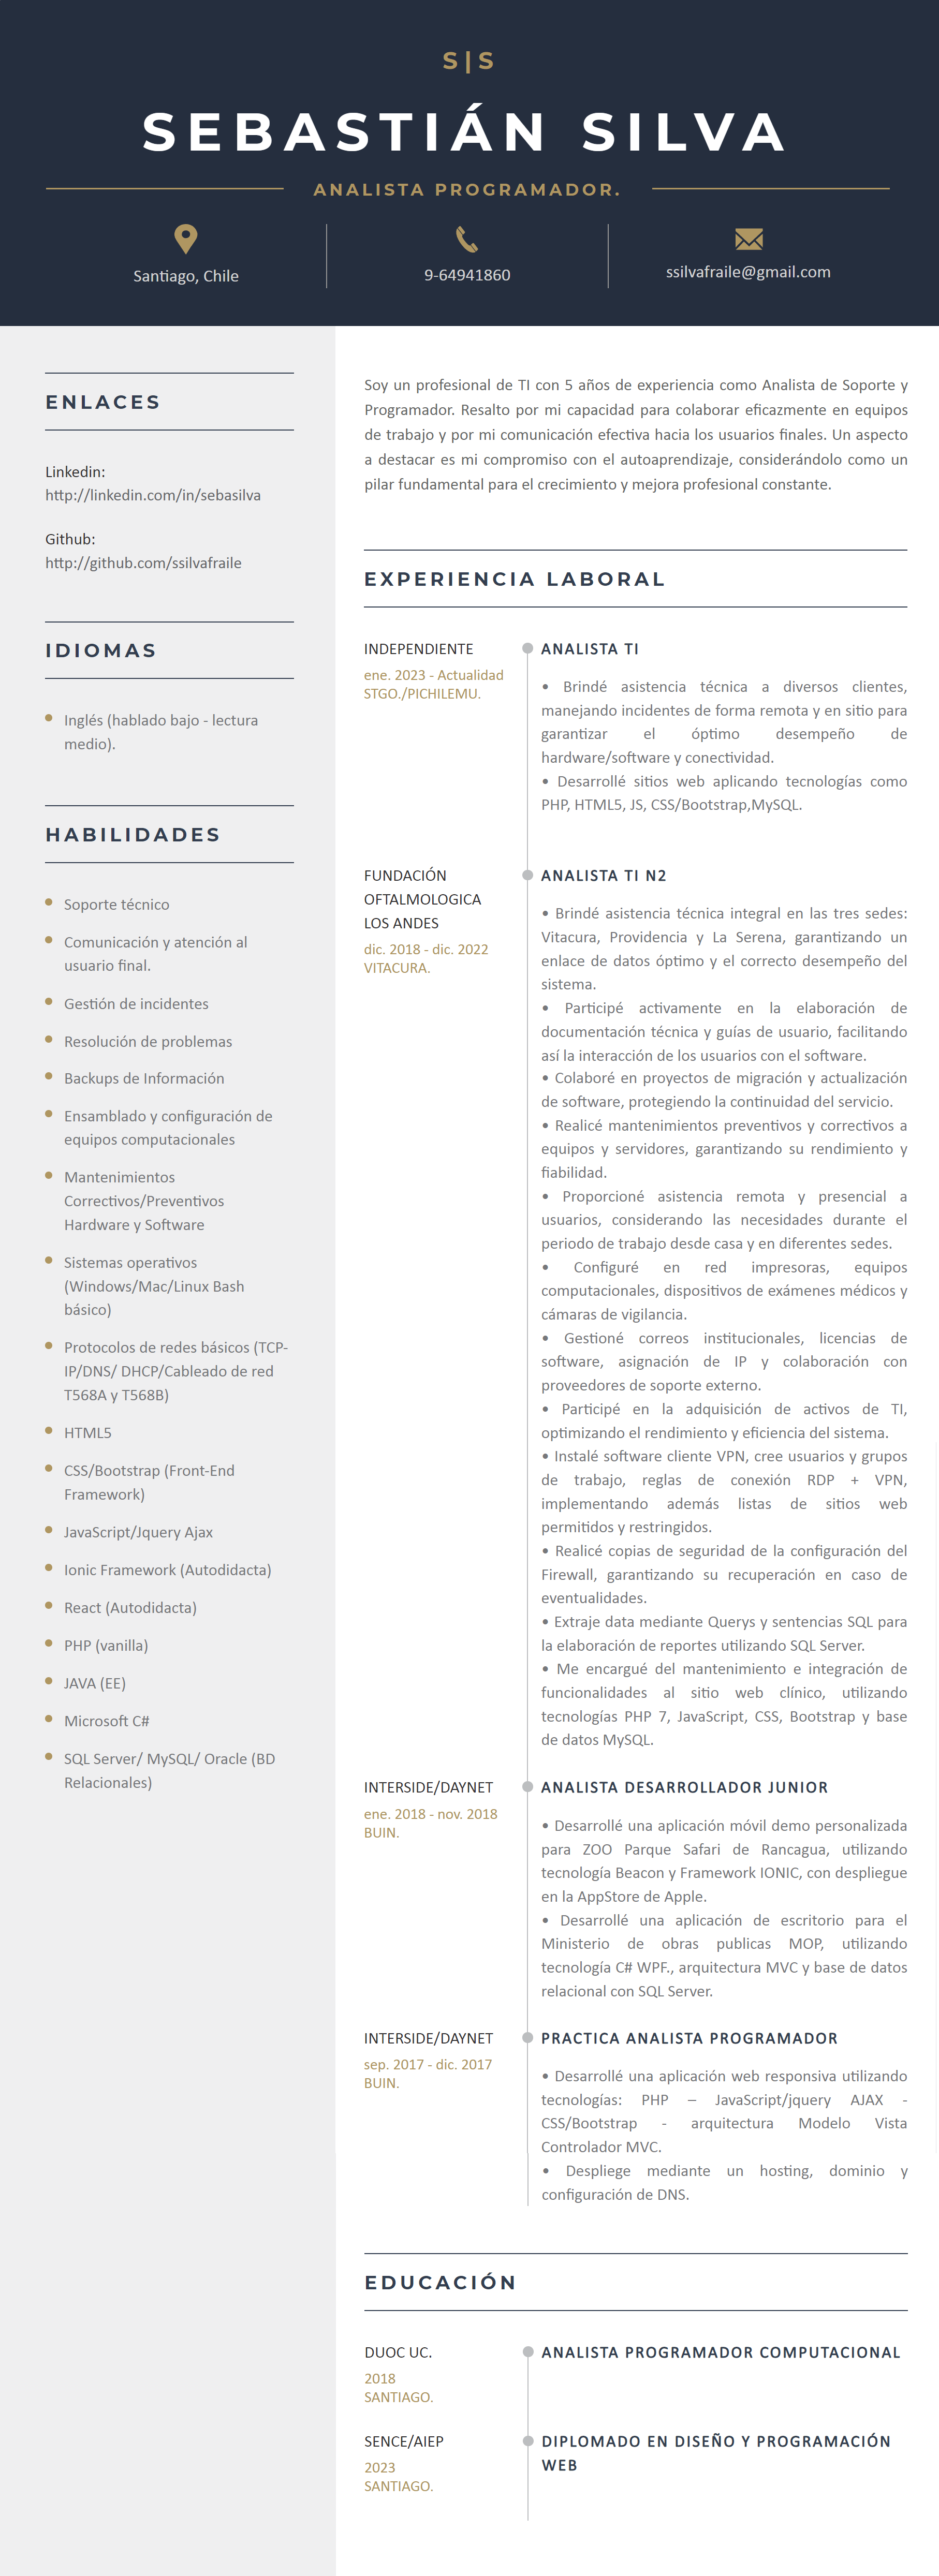 S|S
SEBASTIÁN SILVA
ANALISTA PROGRAMADOR.
Santiago, Chile
9-64941860
ssilvafraile@gmail.com
ENLACES
Linkedin:
http://linkedin.com/in/sebasilva
Github:
http://github.com/ssilvafraile
IDIOMAS
• Inglés (hablado bajo - lectura
medio).
HABILIDADES
• Soporte técnico
• Comunicación y atención al
usuario final.
• Gestión de incidentes
• Resolución de problemas
• Backups de Información
• Ensamblado y configuración de
equipos computacionales
• Mantenimientos
Correctivos/Preventivos
Hardware y Software
• Sistemas operativos
(Windows/Mac/Linux Bash
básico)
• Protocolos de redes básicos (TCP-
IP/DNS/ DHCP/Cableado de red
T568A y T568B)
• HTML5
• CSS/Bootstrap (Front-End
Framework)
• JavaScript/Jquery Ajax
• Ionic Framework (Autodidacta)
• React (Autodidacta)
• PHP (vanilla)
• JAVA (EE)
• Microsoft C#
• SQL Server/ MySQL/ Oracle (BD
Relacionales)
Soy un profesional de TI con 5 años de experiencia como Analista de Soporte y
Programador. Resalto por mi capacidad para colaborar eficazmente en equipos
de trabajo y por mi comunicación efectiva hacia los usuarios finales. Un aspecto
a destacar es mi compromiso con el autoaprendizaje, considerándolo como un
pilar fundamental para el crecimiento y mejora profesional constante.
EXPERIENCIA LABORAL
INDEPENDIENTE
ene. 2023 - Actualidad
STGO./PICHILEMU.
ANALISTA TI
• Brindé asistencia técnica a diversos clientes,
manejando incidentes de forma remota y en sitio para
garantizar el óptimo desempeño de
hardware/software y conectividad.
• Desarrollé sitios web aplicando tecnologías como
PHP, HTML5, JS, CSS/Bootstrap,MySQL.
FUNDACIÓN
OFTALMOLOGICA
LOS ANDES
dic. 2018 - dic. 2022
VITACURA.
ANALISTA TI N2
• Brindé asistencia técnica integral en las tres sedes:
Vitacura, Providencia y La Serena, garantizando un
enlace de datos óptimo y el correcto desempeño del
sistema.
• Participé activamente en la elaboración de
documentación técnica y guías de usuario, facilitando
así la interacción de los usuarios con el software.
• Colaboré en proyectos de migración y actualización
de software, protegiendo la continuidad del servicio.
• Realicé mantenimientos preventivos y correctivos a
equipos y servidores, garantizando su rendimiento y
fiabilidad.
• Proporcioné asistencia remota y presencial a
usuarios, considerando las necesidades durante el
periodo de trabajo desde casa y en diferentes sedes.
• Configuré en red impresoras, equipos
computacionales, dispositivos de exámenes médicos y
cámaras de vigilancia.
• Gestioné correos institucionales, licencias de
software, asignación de IP y colaboración con
proveedores de soporte externo.
• Participé en la adquisición de activos de TI,
optimizando el rendimiento y eficiencia del sistema.
• Instalé software cliente VPN, cree usuarios y grupos
de trabajo, reglas de conexión RDP + VPN,
implementando además listas de sitios web
permitidos y restringidos.
• Realicé copias de seguridad de la configuración del
Firewall, garantizando su recuperación en caso de
eventualidades.
• Extraje data mediante Querys y sentencias SQL para
la elaboración de reportes utilizando SQL Server.
• Me encargué del mantenimiento e integración de
funcionalidades al sitio web clínico, utilizando
tecnologías PHP 7, JavaScript, CSS, Bootstrap y base
de datos MySQL.
INTERSIDE/DAYNET
ene. 2018 - nov. 2018
BUIN.
ANALISTA DESARROLLADOR JUNIOR
• Desarrollé una aplicación móvil demo personalizada
para ZOO Parque Safari de Rancagua, utilizando
tecnología Beacon y Framework IONIC, con despliegue
en la AppStore de Apple.
• Desarrollé una aplicación de escritorio para el
Ministerio de obras publicas MOP, utilizando
tecnología C# WPF., arquitectura MVC y base de datos
relacional con SQL Server.
INTERSIDE/DAYNET
sep. 2017 - dic. 2017
BUIN.
PRACTICA ANALISTA PROGRAMADOR
• Desarrollé una aplicación web responsiva utilizando
tecnologías: PHP – JavaScript/jquery AJAX -
CSS/Bootstrap - arquitectura Modelo Vista
Controlador MVC.
• Despliege mediante un hosting, dominio y
configuración de DNS.
EDUCACIÓN
DUOC UC.
2018
SANTIAGO.
ANALISTA PROGRAMADOR COMPUTACIONAL
SENCE/AIEP
2023
SANTIAGO.
DIPLOMADO EN DISEÑO Y PROGRAMACIÓN
WEB